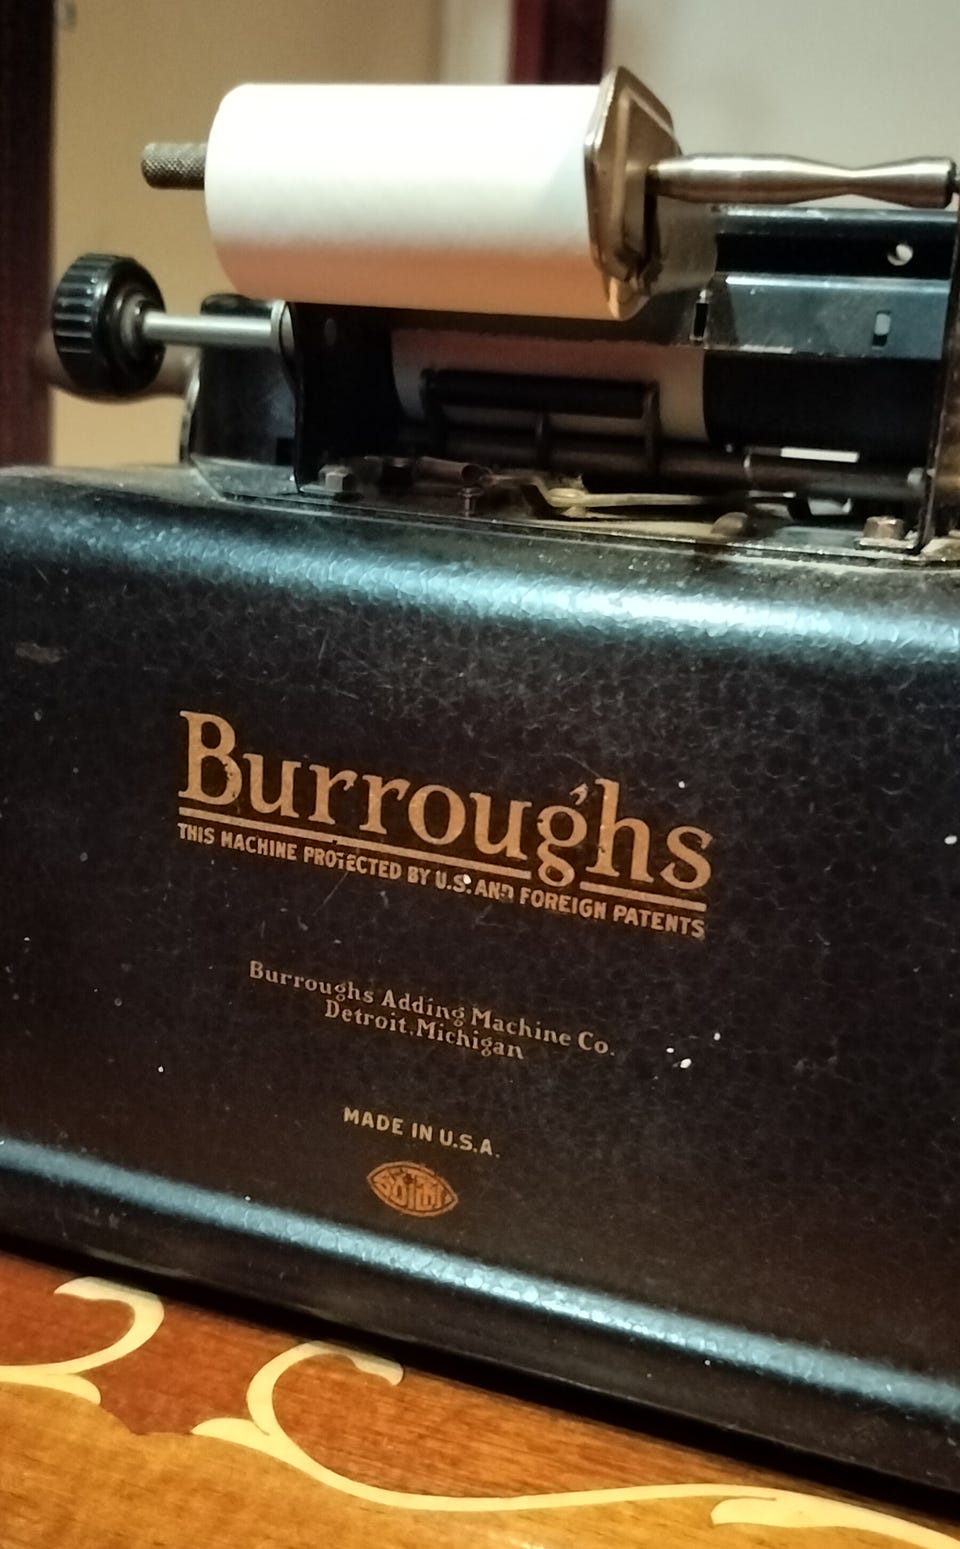 Burroughs
THIS MACHINE PROTECTED BY U.S. AND FOREIGN PATENTS
Burroughs Adding Machine Co.
Detroit, Michigan
MADE IN U.S.A.